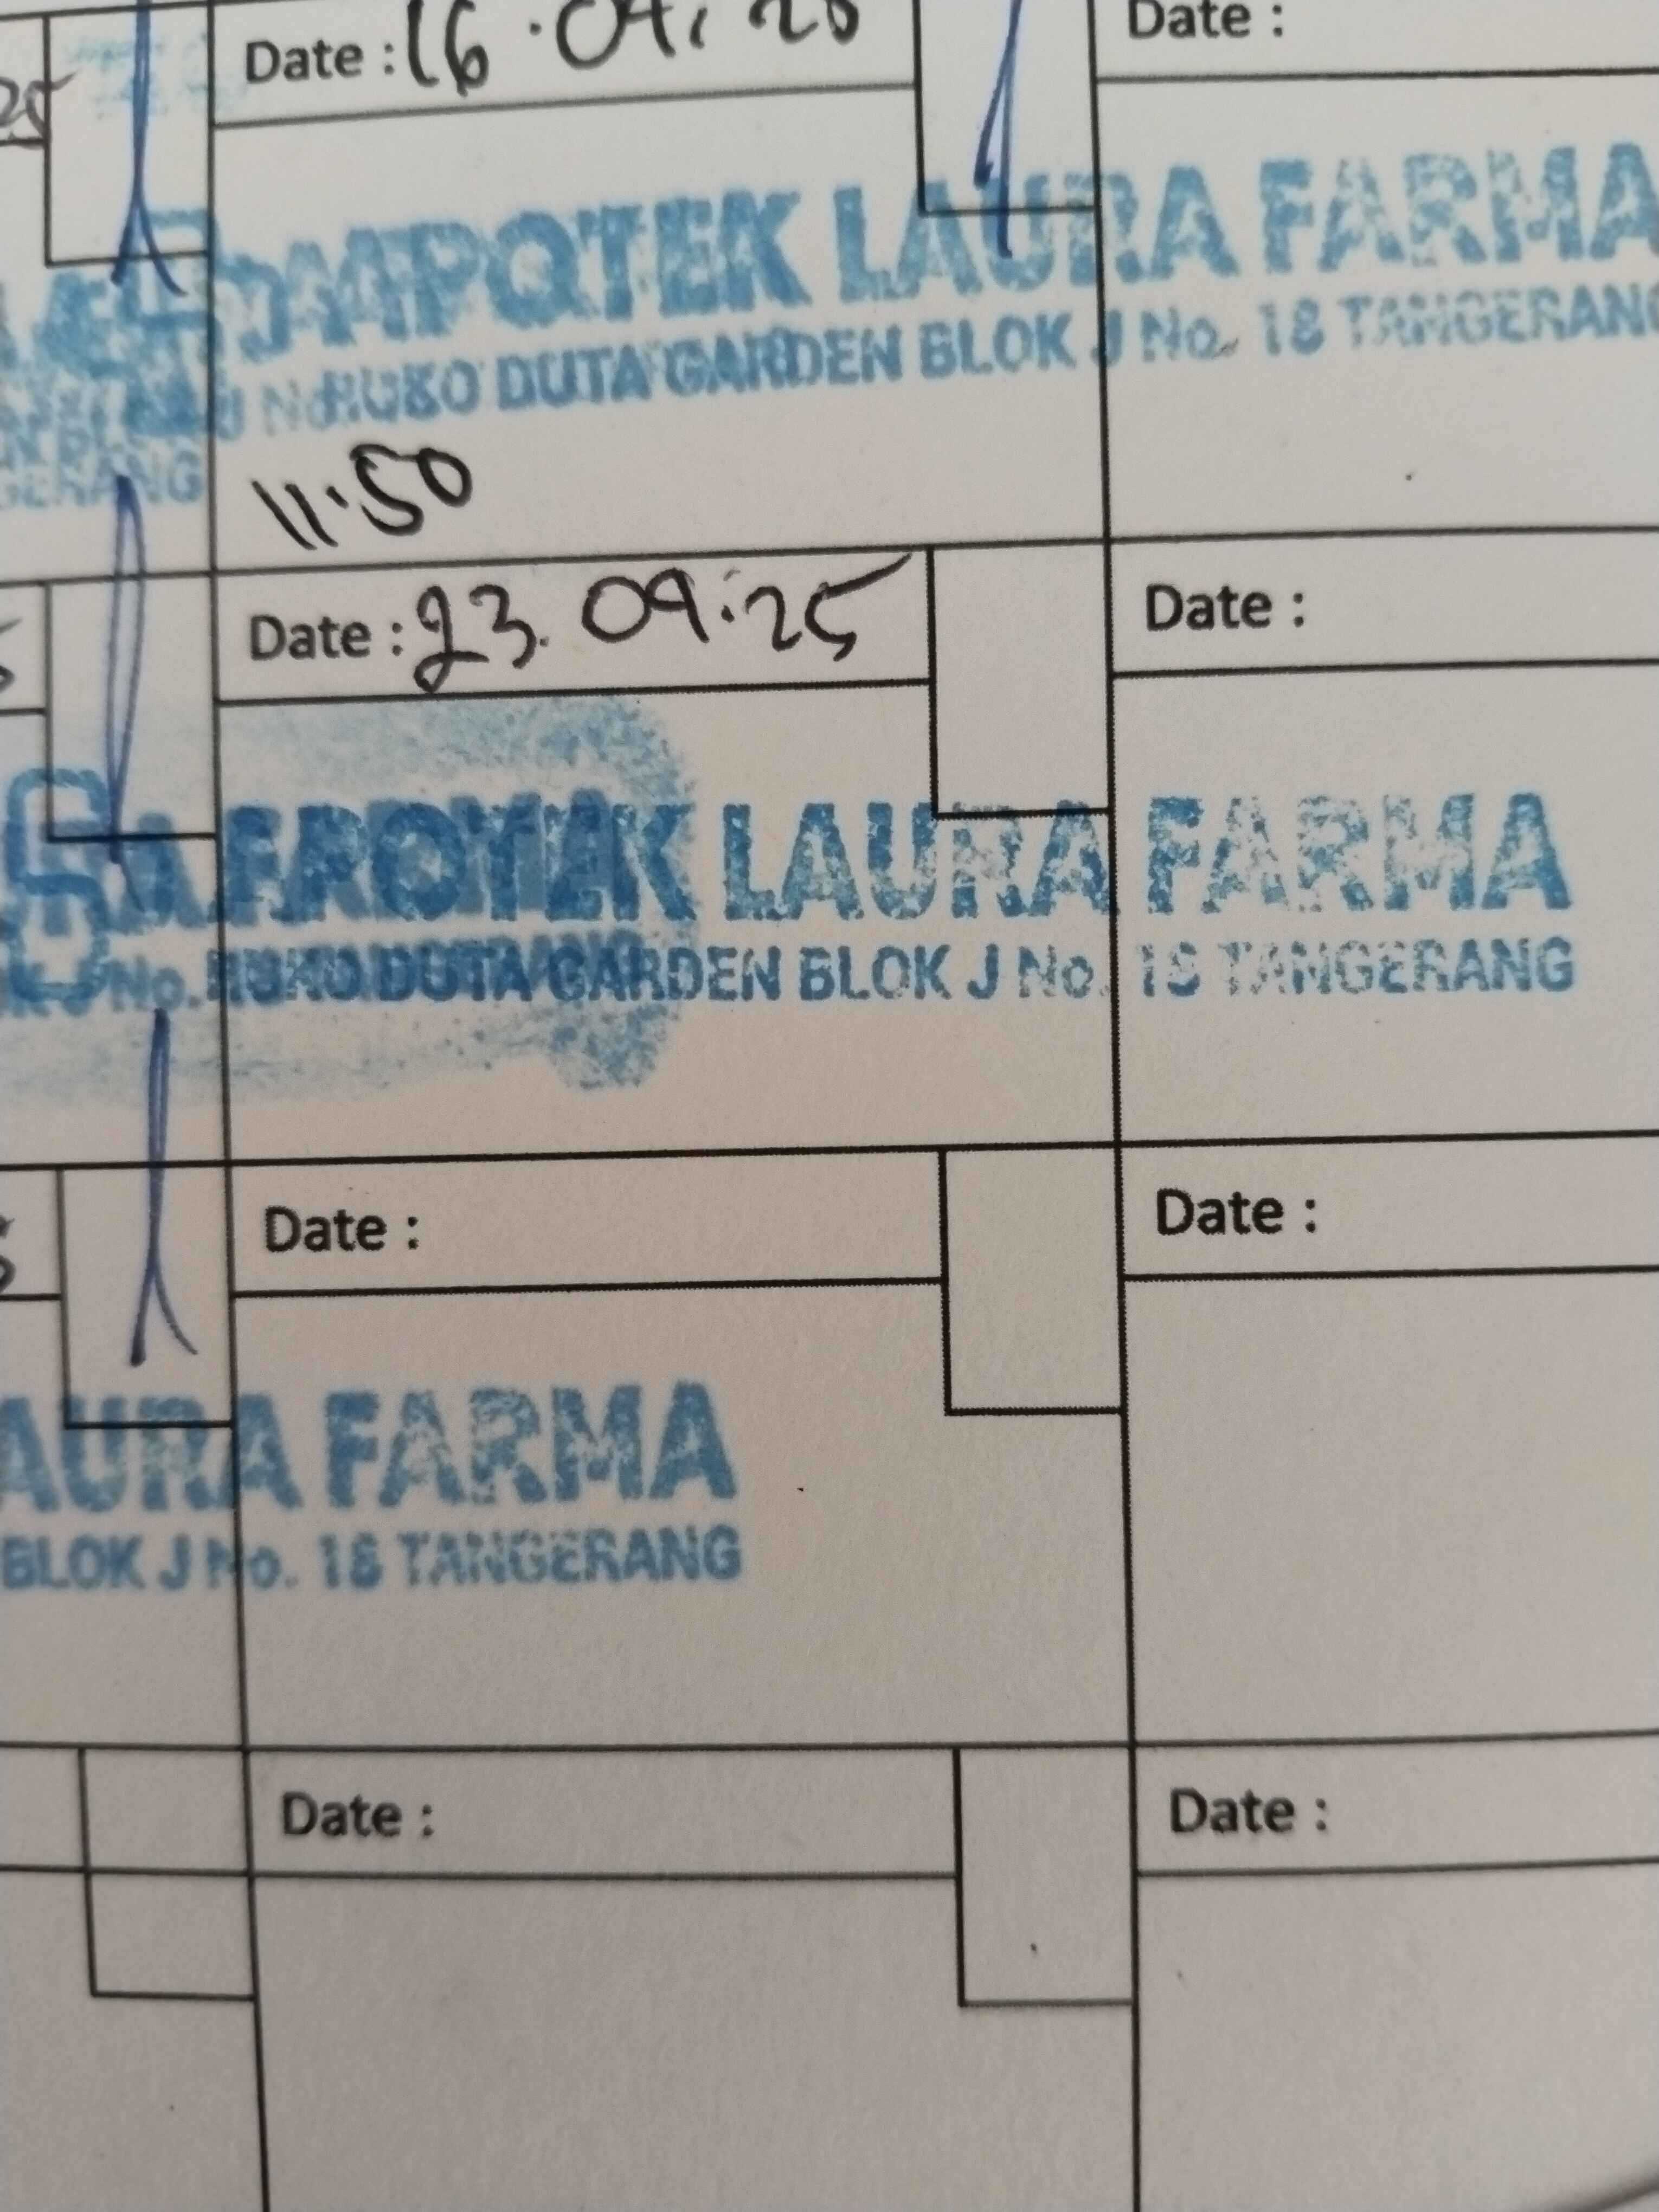 Date : 16.09.25
Date :
APOTEK LAURA FARMA
RUKO DUTA GARDEN BLOK J No. 18 TANGERANG
GERANG
11.50
Date : 23.09.25
Date :
APOTEK LAURA FARMA
RUKO DUTA GARDEN BLOK J No. 18 TANGERANG
Date :
Date :
AURA FARMA
BLOK J No. 18 TANGERANG
Date :
Date :